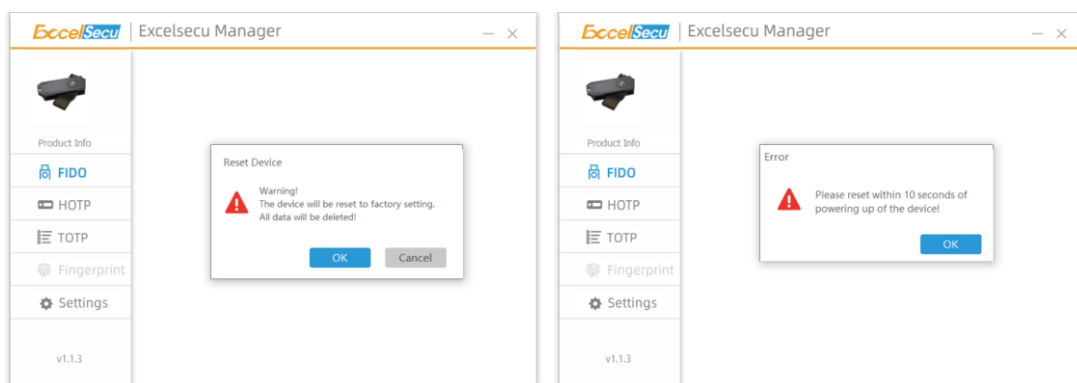 ExcelSecu Excelsecu Manager
Product Info
FIDO
HOTP
TOTP
Fingerprint
Settings
v1.1.3
Reset Device
Warning!
The device will be reset to factory setting.
All data will be deleted!
OK Cancel
ExcelSecu Excelsecu Manager
Product Info
FIDO
HOTP
TOTP
Fingerprint
Settings
v1.1.3
Error
Please reset within 10 seconds of
powering up of the device!
OK